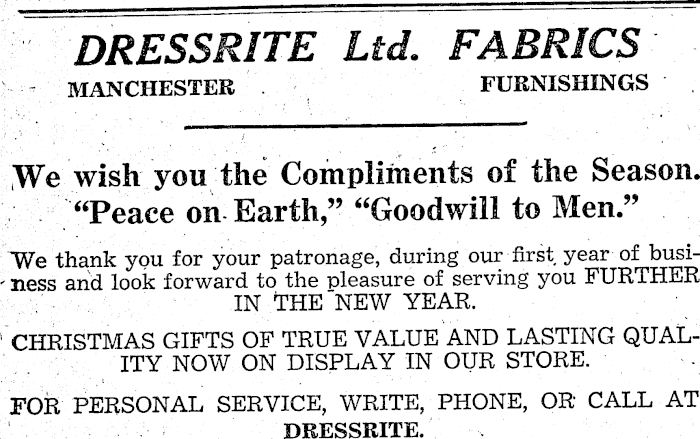 DRESSRITE Ltd. FABRICS
MANCHESTER FURNISHINGS
We wish you the Compliments of the Season.
"Peace on Earth," "Goodwill to Men."
We thank you for your patronage, during our first year of busi-
ness and look forward to the pleasure of serving you FURTHER
IN THE NEW YEAR.
CHRISTMAS GIFTS OF TRUE VALUE AND LASTING QUAL-
ITY NOW ON DISPLAY IN OUR STORE.
FOR PERSONAL SERVICE, WRITE, PHONE, OR CALL AT
DRESSRITE.